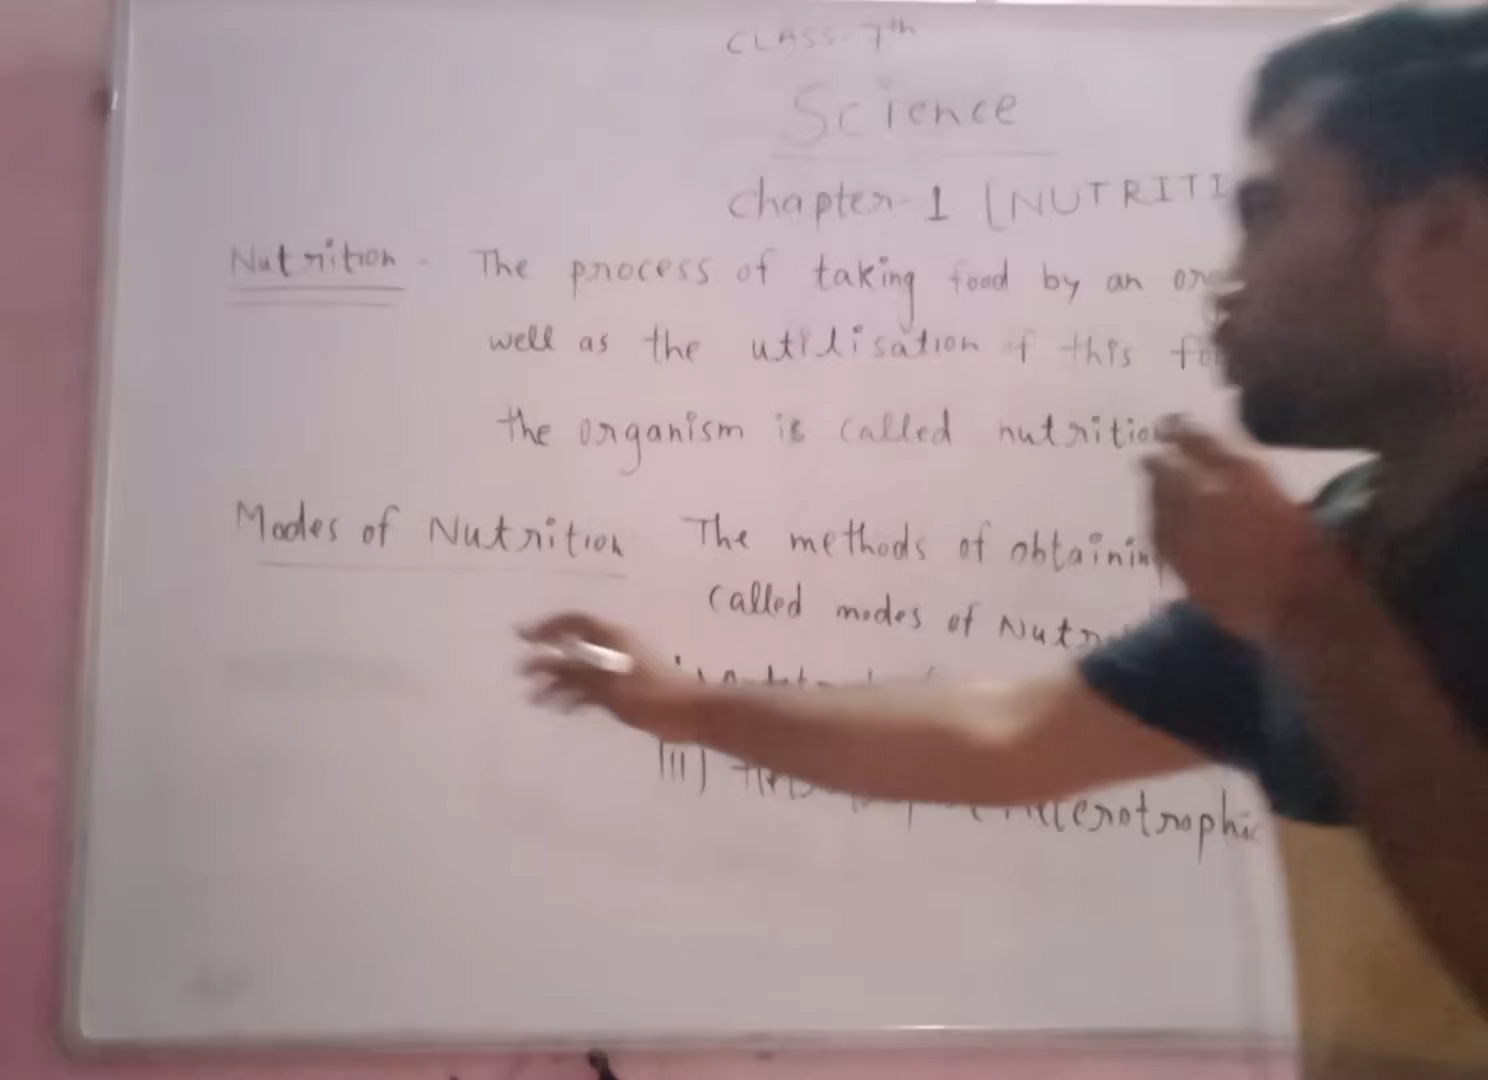 CLASS-7th
Science
chapter-1 [NUTRITI
Nutrition - The process of taking food by an or
well as the utilisation of this fo
the organism is called nutritio
Modes of Nutrition The methods of obtainin
called modes of Nutr
i)
(ii) Heterotrophic